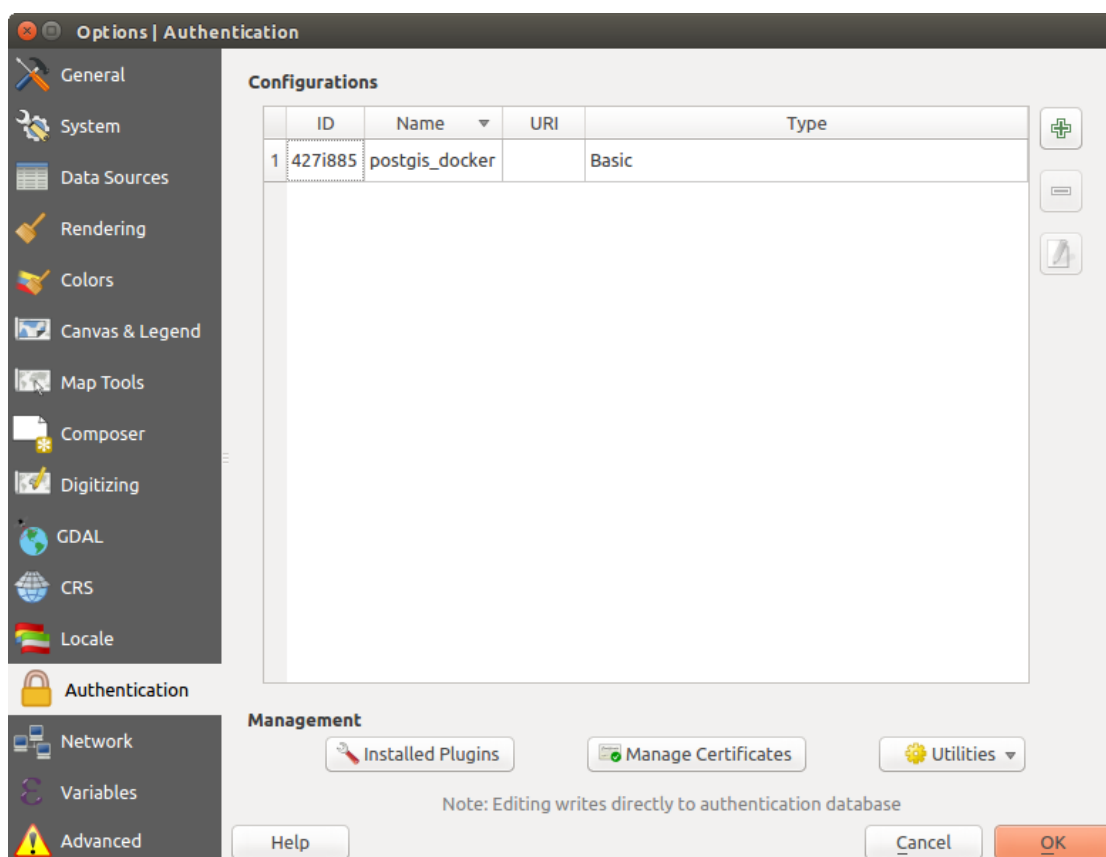 Options | Authentication
General
System
Data Sources
Rendering
Colors
Canvas & Legend
Map Tools
Composer
Digitizing
GDAL
CRS
Locale
Authentication
Network
Variables
Advanced
Configurations
ID Name URI Type
1 427i885 postgis_docker Basic
Management
Installed Plugins Manage Certificates Utilities
Note: Editing writes directly to authentication database
Help Cancel OK